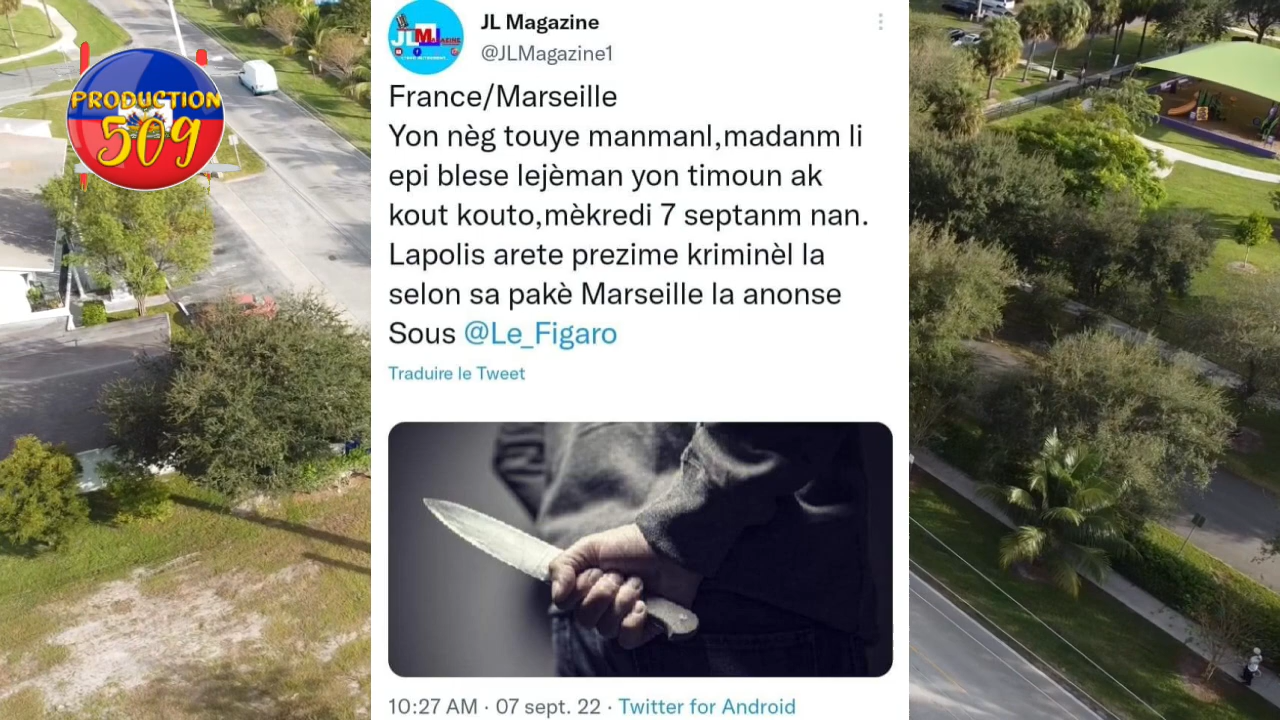 PRODUCTION
509
JL Magazine
@JLMagazine1
France/Marseille
Yon nèg touye manmanl,madanm li
epi blese lejèman yon timoun ak
kout kouto,mèkredi 7 septanm nan.
Lapolis arete prezime kriminèl la
selon sa pakè Marseille la anonse
Sous @Le_Figaro
Traduire le Tweet
10:27 AM · 07 sept. 22 · Twitter for Android